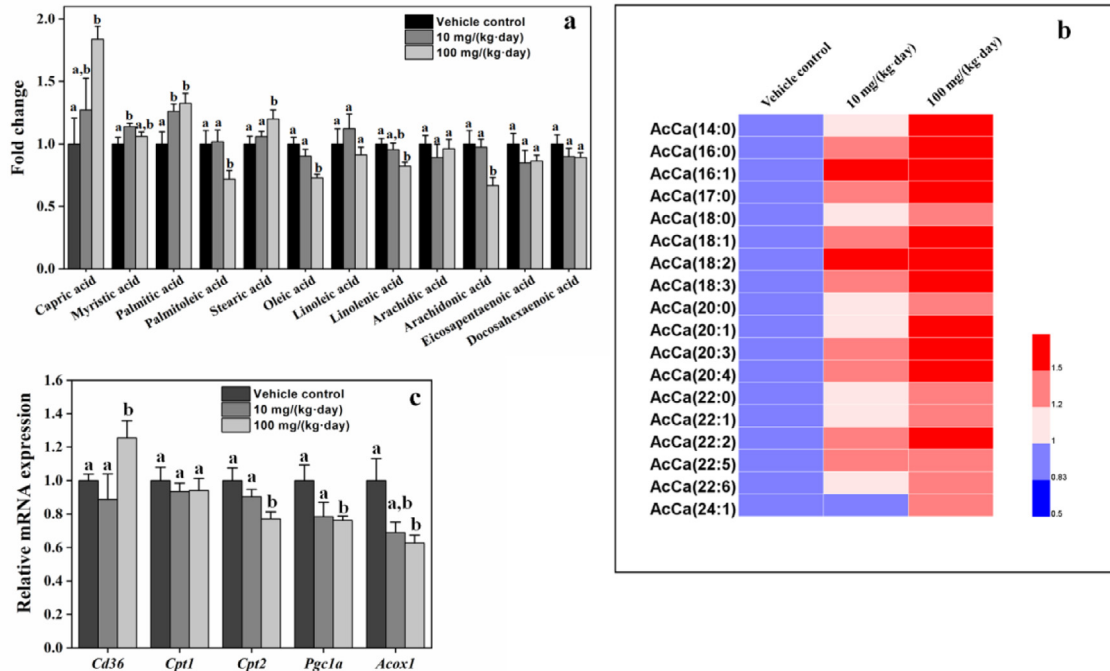 a
Fold change
2.0
1.5
1.0
0.5
0.0
Vehicle control
10 mg/(kg·day)
100 mg/(kg·day)
a a,b b
a b a,b
a b b
a a b
a a b
a a b
a a a
a a,b b
a a a
a a b
a a a
a a a
Capric acid
Myristic acid
Palmitic acid
Palmitoleic acid
Stearic acid
Oleic acid
Linoleic acid
Linolenic acid
Arachidic acid
Arachidonic acid
Eicosapentaenoic acid
Docosahexaenoic acid
b
Vehicle control
10 mg/(kg·day)
100 mg/(kg·day)
AcCa(14:0)
AcCa(16:0)
AcCa(16:1)
AcCa(17:0)
AcCa(18:0)
AcCa(18:1)
AcCa(18:2)
AcCa(18:3)
AcCa(20:0)
AcCa(20:1)
AcCa(20:3)
AcCa(20:4)
AcCa(22:0)
AcCa(22:1)
AcCa(22:2)
AcCa(22:5)
AcCa(22:6)
AcCa(24:1)
1.5
1.2
1
0.83
0.5
c
Relative mRNA expression
1.6
1.4
1.2
1.0
0.8
0.6
0.4
0.2
0.0
Vehicle control
10 mg/(kg·day)
100 mg/(kg·day)
a a b
a a a
a a b
a a b
a a,b b
Cd36
Cpt1
Cpt2
Pgc1a
Acox1